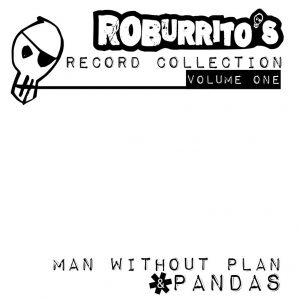 ROBURRITO'S
RECORD COLLECTION
VOLUME ONE
MAN WITHOUT PLAN
& PANDAS